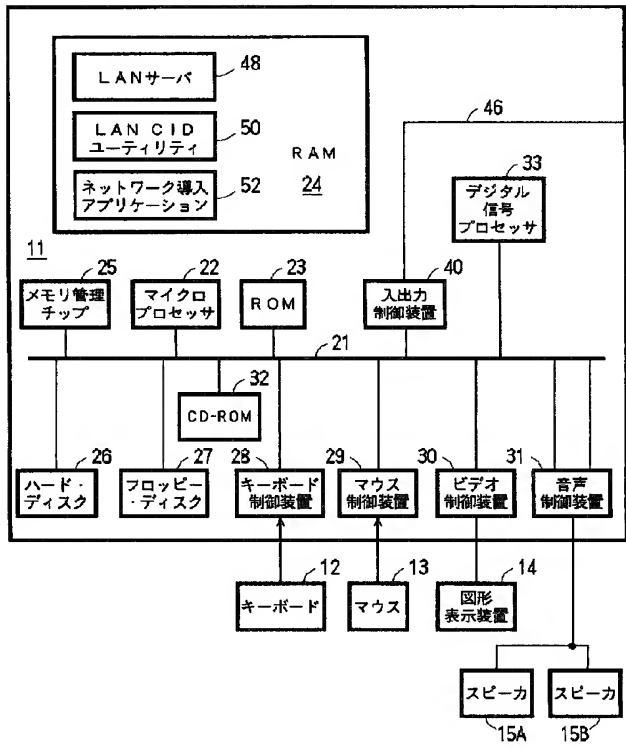 LANサーバ
48
LAN CID
ユーティリティ
50
RAM
24
ネットワーク導入
アプリケーション
52
46
33
デジタル
信号
プロセッサ
11
25
メモリ管理
チップ
22
マイクロ
プロセッサ
23
ROM
40
入出力
制御装置
21
32
CD-ROM
26
ハード・
ディスク
27
フロッピー
・ディスク
28
キーボード
制御装置
29
マウス
制御装置
30
ビデオ
制御装置
31
音声
制御装置
12
キーボード
13
マウス
14
図形
表示装置
スピーカ
15A
スピーカ
15B